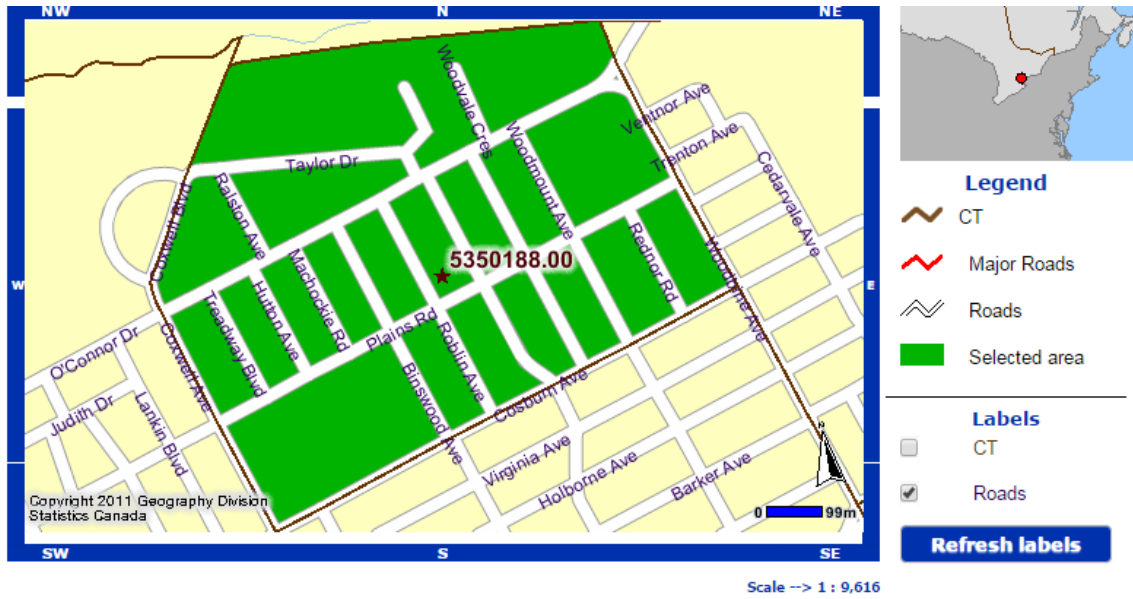 NW
N
NE
W
E
Woodvale Cres
Ventnor Ave
Woodmount Ave
Trenton Ave
Taylor Dr
Cedarvale Ave
Ralston Ave
Coxwell Blvd
5350188.00
Rednor Rd
Woodbine Ave
Machockie Rd
Hutton Ave
Treadway Blvd
Plains Rd
Roblin Ave
O'Connor Dr
Coxwell Ave
Binswood Ave
Cosburn Ave
Judith Dr
Lankin Blvd
Virginia Ave
Holborne Ave
Barker Ave
N
Copyright 2011 Geography Division
Statistics Canada
0 99m
SW
S
SE
Scale --> 1 : 9,616
Legend
CT
Major Roads
Roads
Selected area
Labels
CT
Roads
Refresh labels